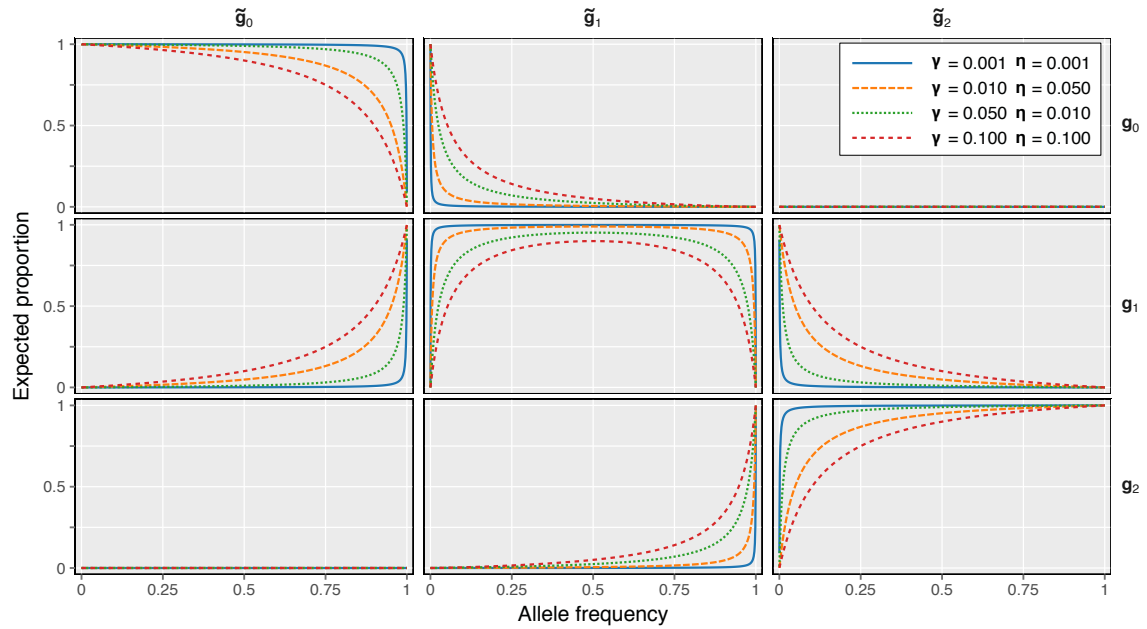 g̃₀ g̃₁ g̃₂
1
0.5
0
γ = 0.001 η = 0.001
γ = 0.010 η = 0.050
γ = 0.050 η = 0.010
γ = 0.100 η = 0.100
g₀
Expected proportion
1
0.5
0
g₁
1
0.5
0
g₂
0 0.25 0.5 0.75 1 0 0.25 0.5 0.75 1 0 0.25 0.5 0.75 1
Allele frequency